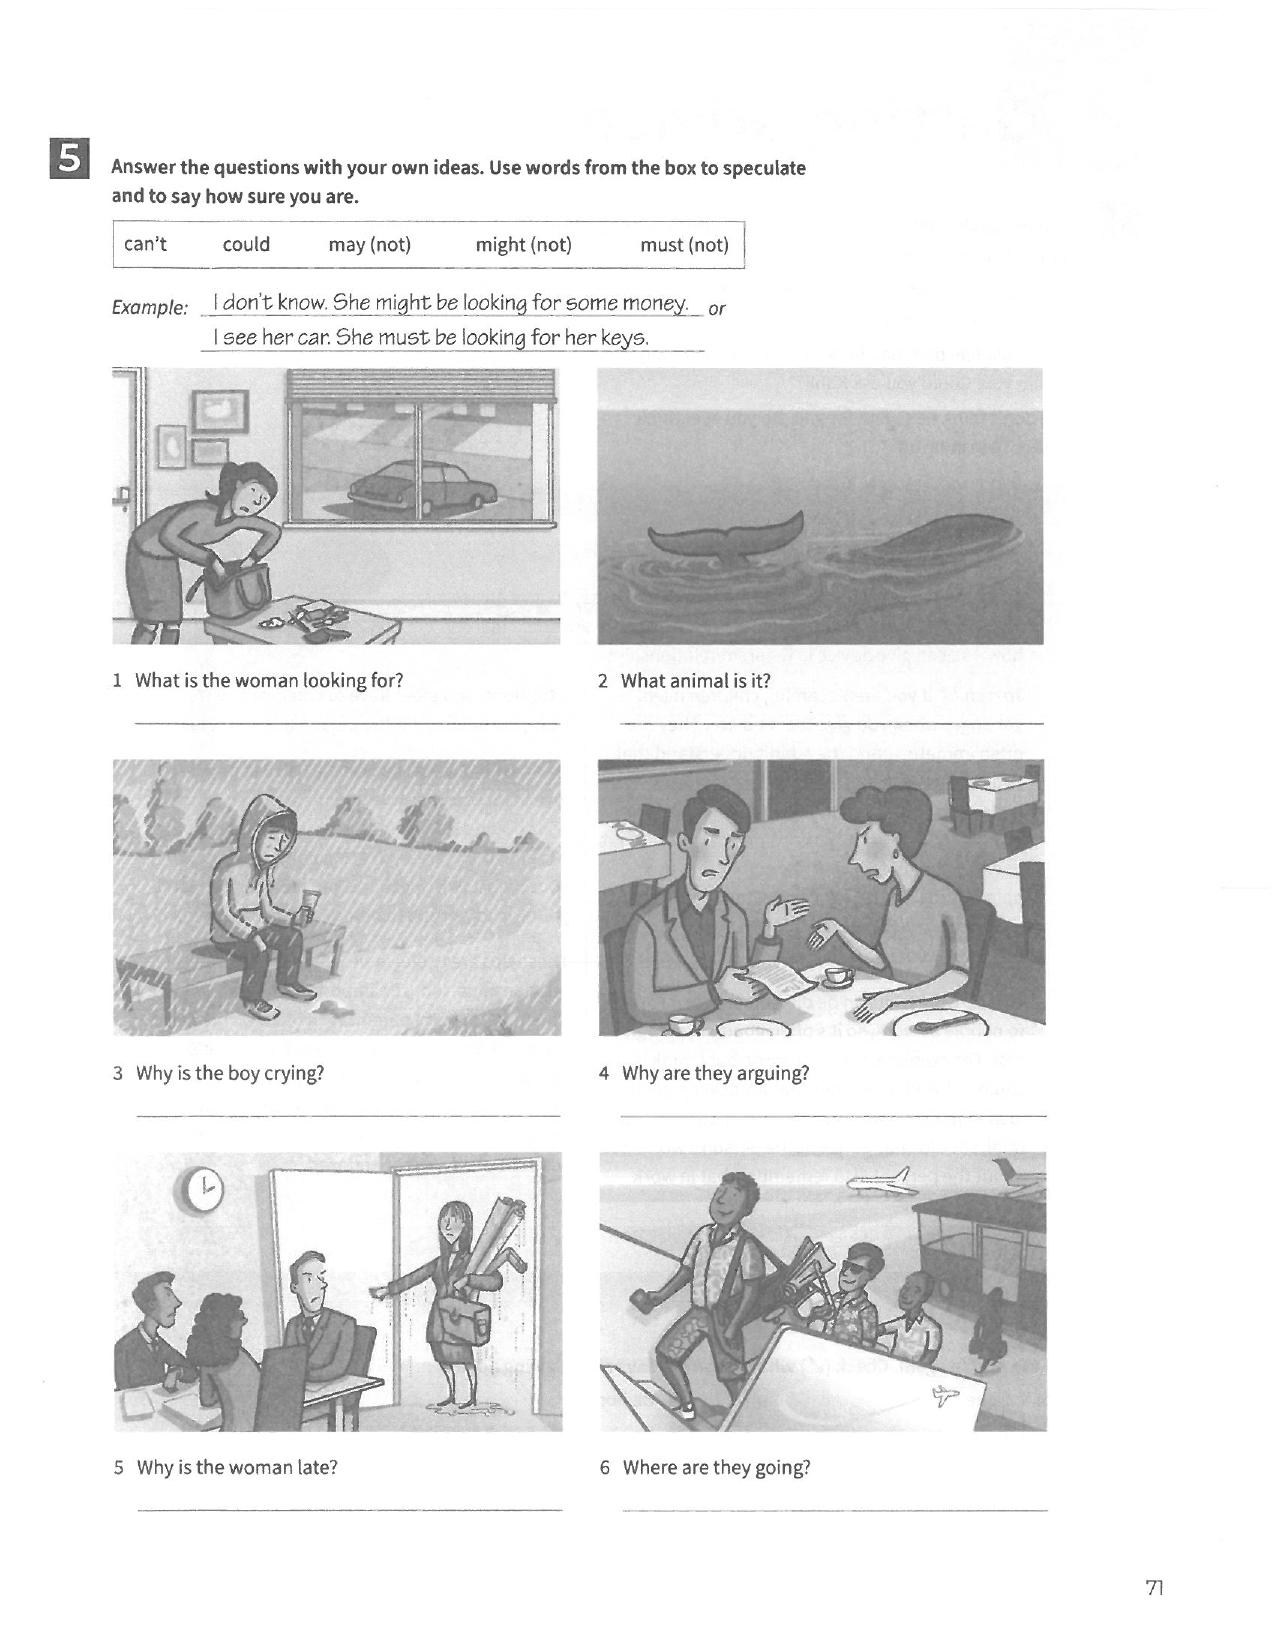 5
Answer the questions with your own ideas. Use words from the box to speculate
and to say how sure you are.
can't could may (not) might (not) must (not)
Example: I don't know. She might be looking for some money. or
I see her car. She must be looking for her keys.
1 What is the woman looking for?
2 What animal is it?
3 Why is the boy crying?
4 Why are they arguing?
5 Why is the woman late?
6 Where are they going?
71